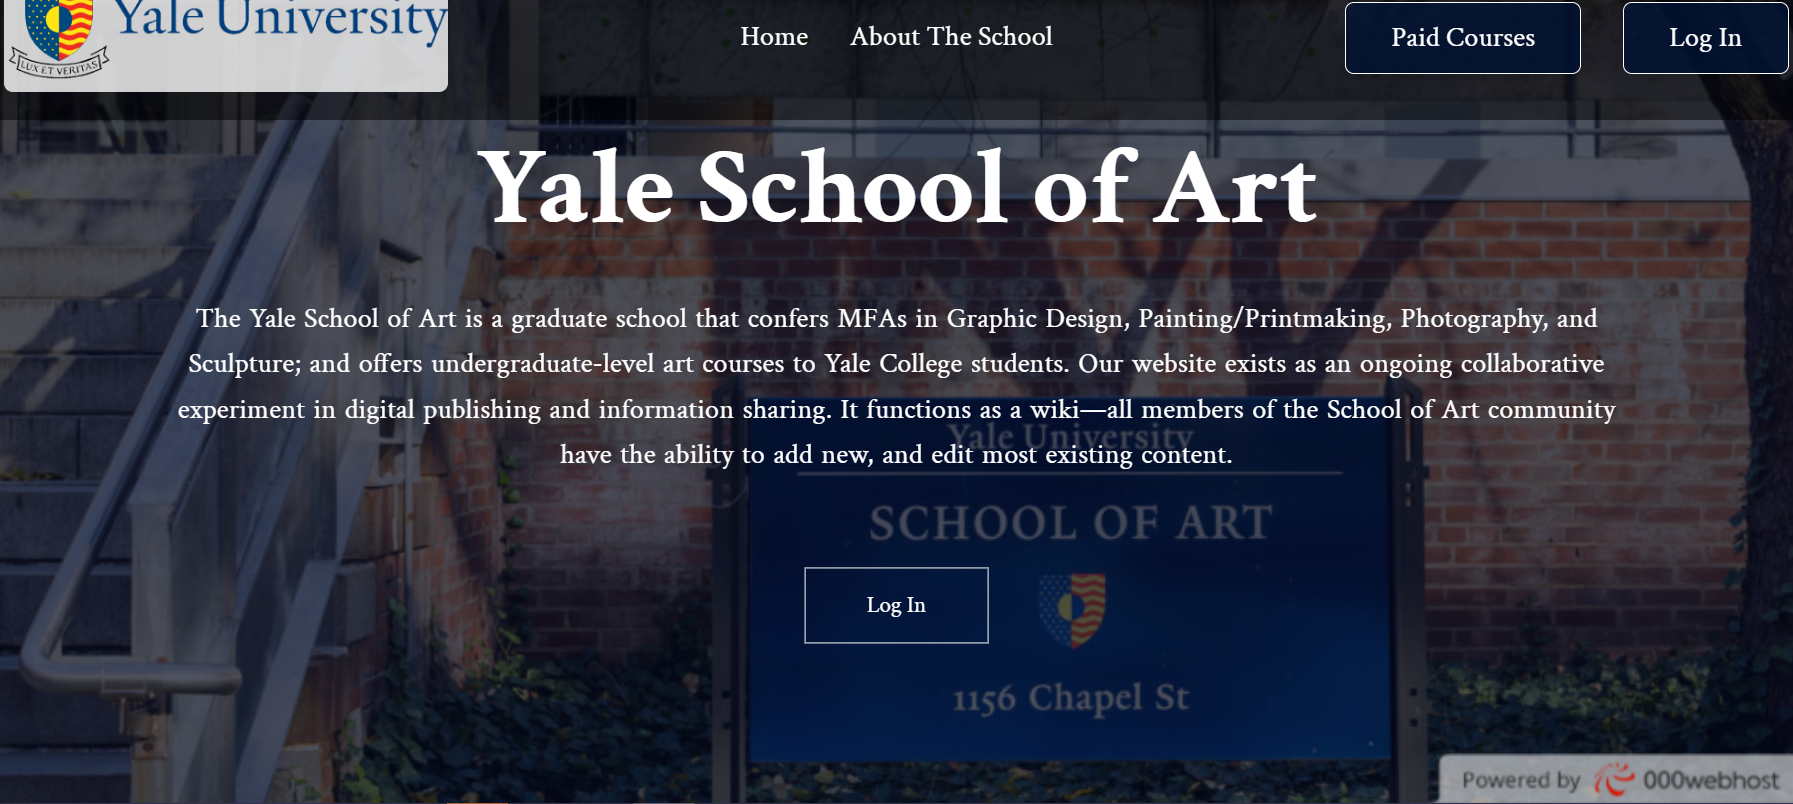 Yale University
LUX ET VERITAS
Home
About The School
Paid Courses
Log In
Yale School of Art
The Yale School of Art is a graduate school that confers MFAs in Graphic Design, Painting/Printmaking, Photography, and
Sculpture; and offers undergraduate-level art courses to Yale College students. Our website exists as an ongoing collaborative
experiment in digital publishing and information sharing. It functions as a wiki—all members of the School of Art community
have the ability to add new, and edit most existing content.
Yale University
SCHOOL OF ART
Log In
1156 Chapel St
Powered by 000webhost